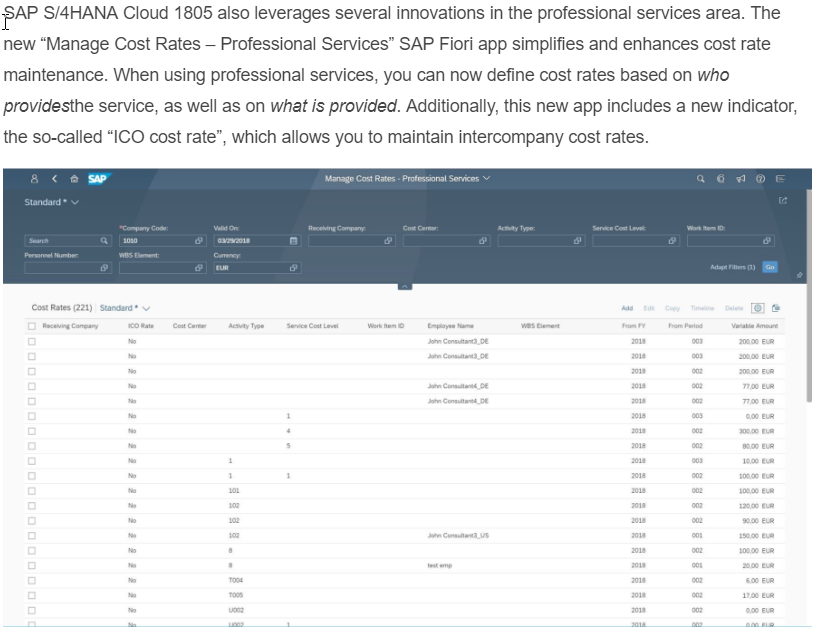 SAP S/4HANA Cloud 1805 also leverages several innovations in the professional services area. The
new “Manage Cost Rates – Professional Services” SAP Fiori app simplifies and enhances cost rate
maintenance. When using professional services, you can now define cost rates based on who
providesthe service, as well as on what is provided. Additionally, this new app includes a new indicator,
the so-called “ICO cost rate”, which allows you to maintain intercompany cost rates.
SAP Manage Cost Rates - Professional Services
Standard *
*Company Code: Valid On: Receiving Company: Cost Center: Activity Type: Service Cost Level: Work Item ID:
Search 1010 03/29/2018
Personnel Number: WBS Element: Currency:
EUR Adapt Filters (1) Go
Cost Rates (221) Standard * Add Edit Copy Timeline Delete
Receiving Company ICO Rate Cost Center Activity Type Service Cost Level Work Item ID Employee Name WBS Element From FY From Period Variable Amount
No John Consultant3_DE 2018 003 200,00 EUR
No John Consultant3_DE 2018 003 200,00 EUR
No 2018 002 200,00 EUR
No John Consultant4_DE 2018 002 77,00 EUR
No John Consultant4_DE 2018 002 77,00 EUR
No 1 2018 003 0,00 EUR
No 4 2018 002 300,00 EUR
No 5 2018 002 80,00 EUR
No 1 2018 003 10,00 EUR
No 1 1 2018 002 100,00 EUR
No 101 2018 002 100,00 EUR
No 102 2018 002 120,00 EUR
No 102 2018 002 90,00 EUR
No 102 John Consultant3_US 2018 001 150,00 EUR
No 8 2018 002 100,00 EUR
No 8 test emp 2018 001 20,00 EUR
No T004 2018 002 6,00 EUR
No T005 2018 002 17,00 EUR
No U002 2018 002 0,00 EUR
No U002 1 2018 002 0,00 EUR